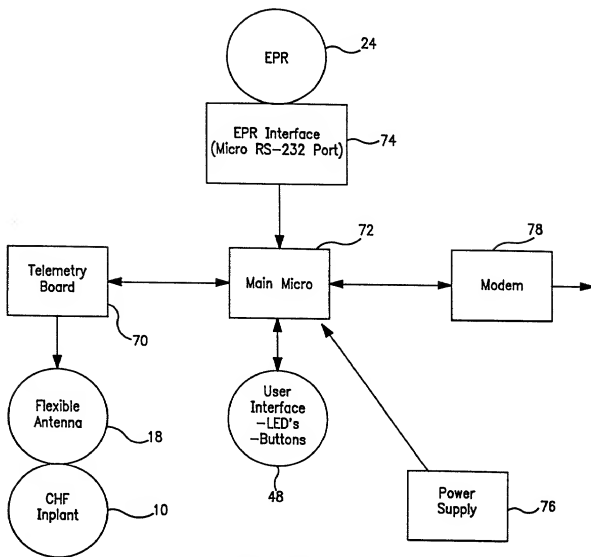 EPR
24
EPR Interface
(Micro RS-232 Port)
74
72
78
Telemetry
Board
Main Micro
Modem
70
Flexible
Antenna
User
Interface
-LED's
-Buttons
18
48
CHF
Inplant
10
Power
Supply
76